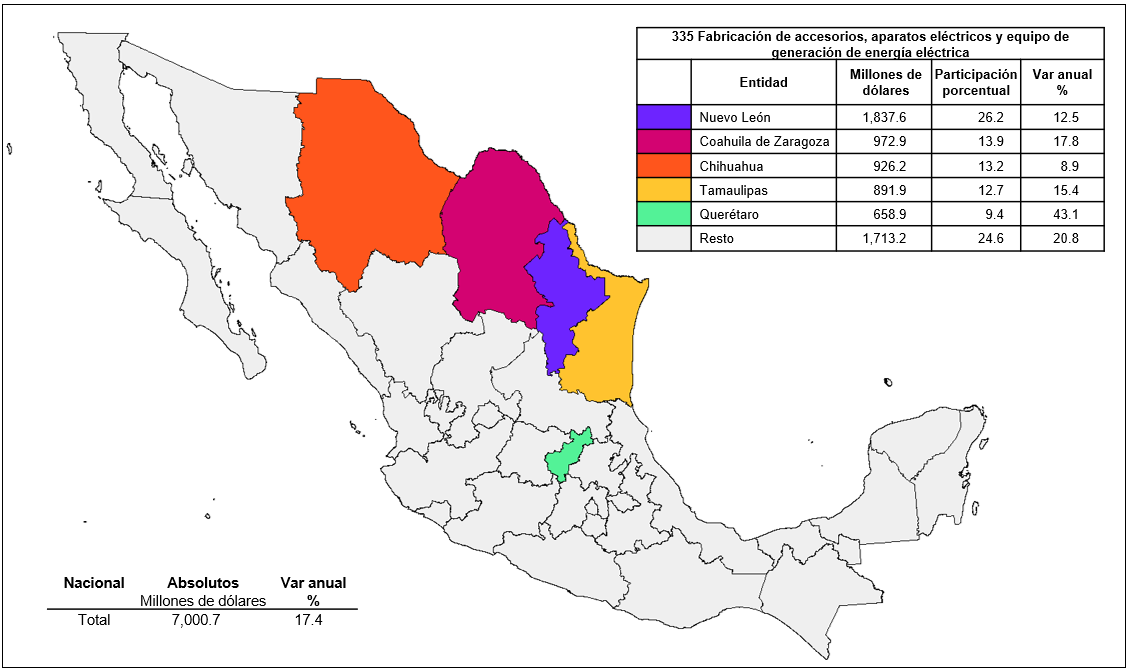 335 Fabricación de accesorios, aparatos eléctricos y equipo de
generación de energía eléctrica
Entidad Millones de dólares Participación porcentual Var anual %
Nuevo León 1,837.6 26.2 12.5
Coahuila de Zaragoza 972.9 13.9 17.8
Chihuahua 926.2 13.2 8.9
Tamaulipas 891.9 12.7 15.4
Querétaro 658.9 9.4 43.1
Resto 1,713.2 24.6 20.8
Nacional Absolutos Var anual
Millones de dólares %
Total 7,000.7 17.4